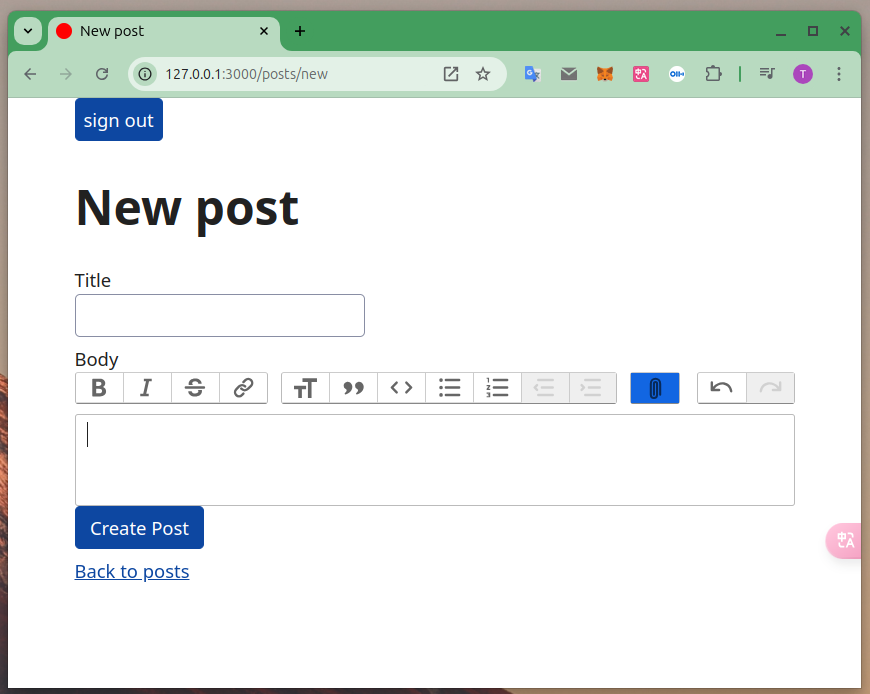 New post
127.0.0.1:3000/posts/new
T
sign out
New post
Title
Body
Create Post
Back to posts